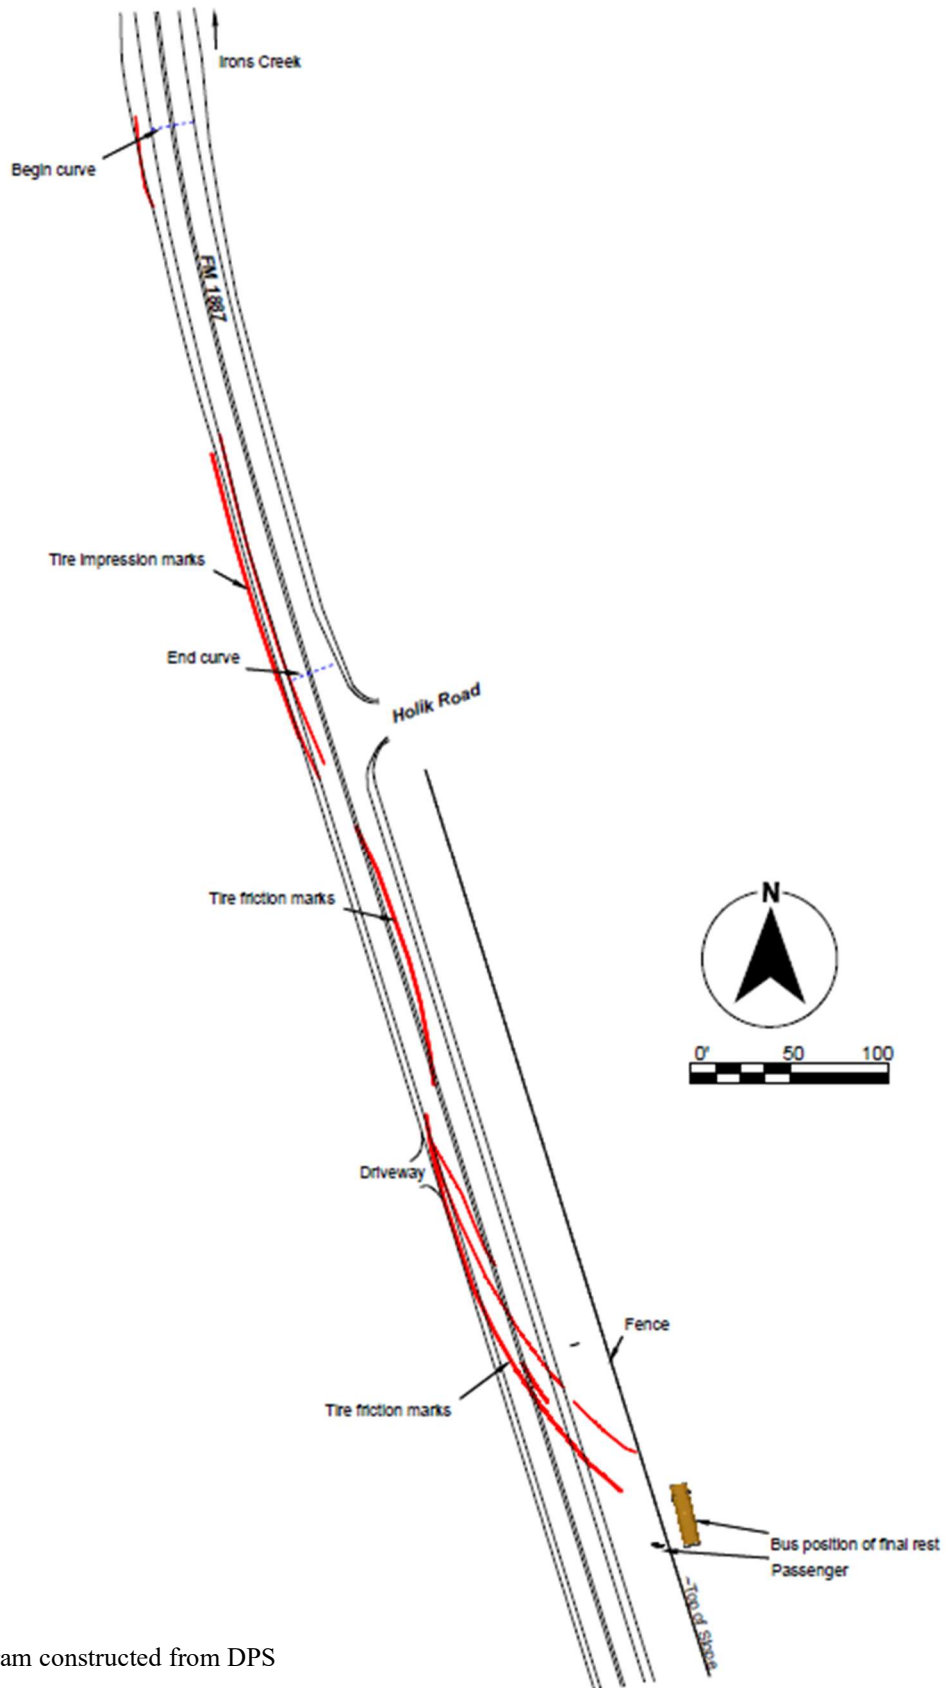 Irons Creek
Begin curve
FM 1887
Tire impression marks
End curve
Holik Road
Tire friction marks
N
0' 50 100
Driveway
Fence
Tire friction marks
Bus position of final rest
Passenger
~Top of Slope
am constructed from DPS